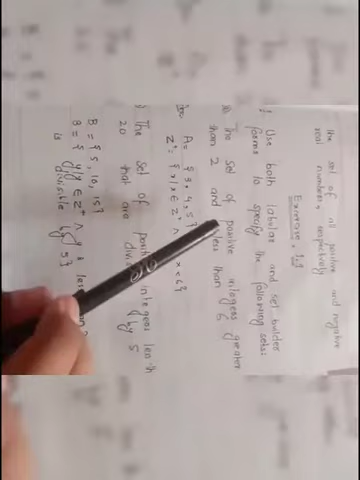 the set of all positive and negative
real numbers, respectively
Exercise 1.1
Use both tabular and set builder
forms to specify the following sets:
The set of positive integers greater
than 2 and less than 6
A = { 3, 4, 5 }
Z⁺ = { x / x ∈ Z⁺ ∧ x < 6 }
The set of integers less th
20 that are by 5
B = { 5, 10, 15 }
B = { y / y ∈ Z⁺ ∧ y
is divisible by 5 }